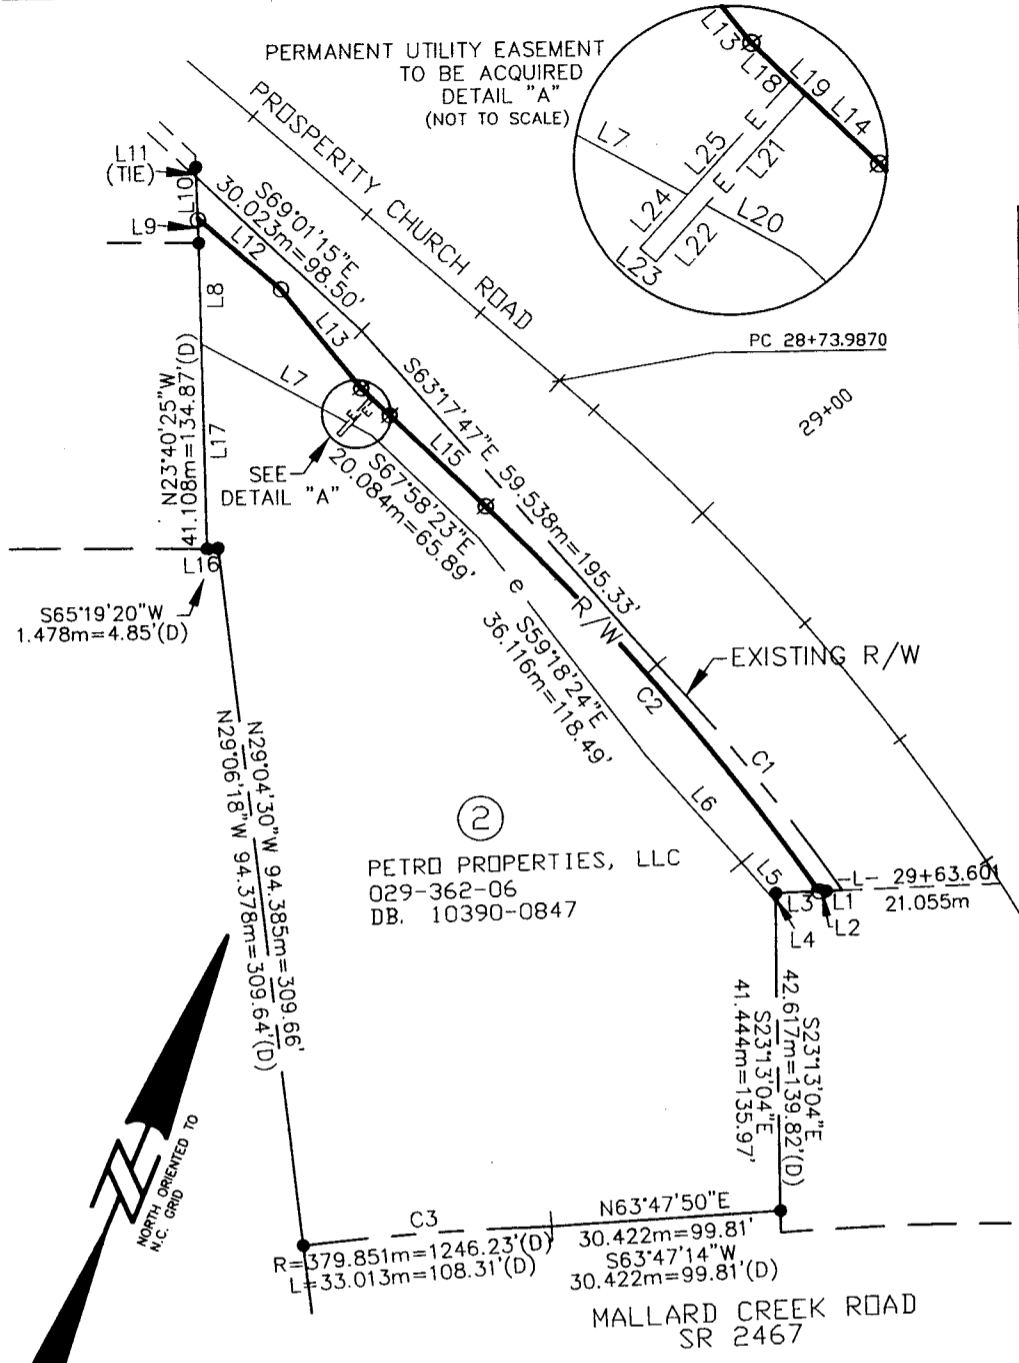 PERMANENT UTILITY EASEMENT
TO BE ACQUIRED
DETAIL "A"
(NOT TO SCALE)
L13
L18
L19
L14
E
L7
L25
L21
E
L24
L20
L22
L23
PROSPERITY CHURCH ROAD
L11
(TIE)
L10
L9
S69°01'15"E
30.023m=98.50'
L12
L8
L13
PC 28+73.9870
29+00
N23°40'25"W
41.108m=134.87'(D)
L7
L17
E
E
S63°17'47"E 59.538m=195.33'
L15
SEE
DETAIL "A"
S67°58'23"E
20.084m=65.89'
L16
S65°19'20"W
1.478m=4.85'(D)
e
R/W
S59°18'24"E
36.116m=118.49'
EXISTING R/W
C2
C1
L6
N29°04'30"W 94.385m=309.66'
N29°06'18"W 94.378m=309.64'(D)
2
PETRO PROPERTIES, LLC
029-362-06
DB. 10390-0847
L5
L3
L1
-L- 29+63.601
21.055m
L2
L4
S23°13'04"E
42.617m=139.82'(D)
S23°13'04"E
41.444m=135.97'
NORTH ORIENTED TO
N.C. GRID
C3
R=379.851m=1246.23'(D)
L=33.013m=108.31'(D)
N63°47'50"E
30.422m=99.81'
S63°47'14"W
30.422m=99.81'(D)
MALLARD CREEK ROAD
SR 2467